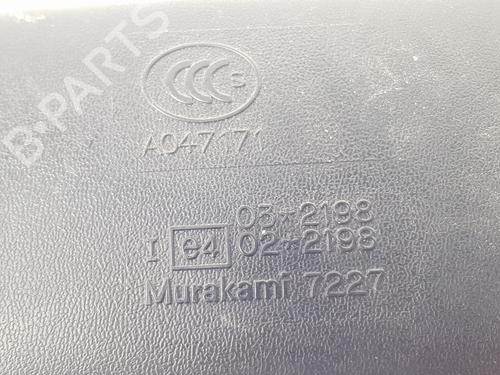 B-PARTS
CCC S
A047171
03*2198
I e4 02*2198
Murakami 7227